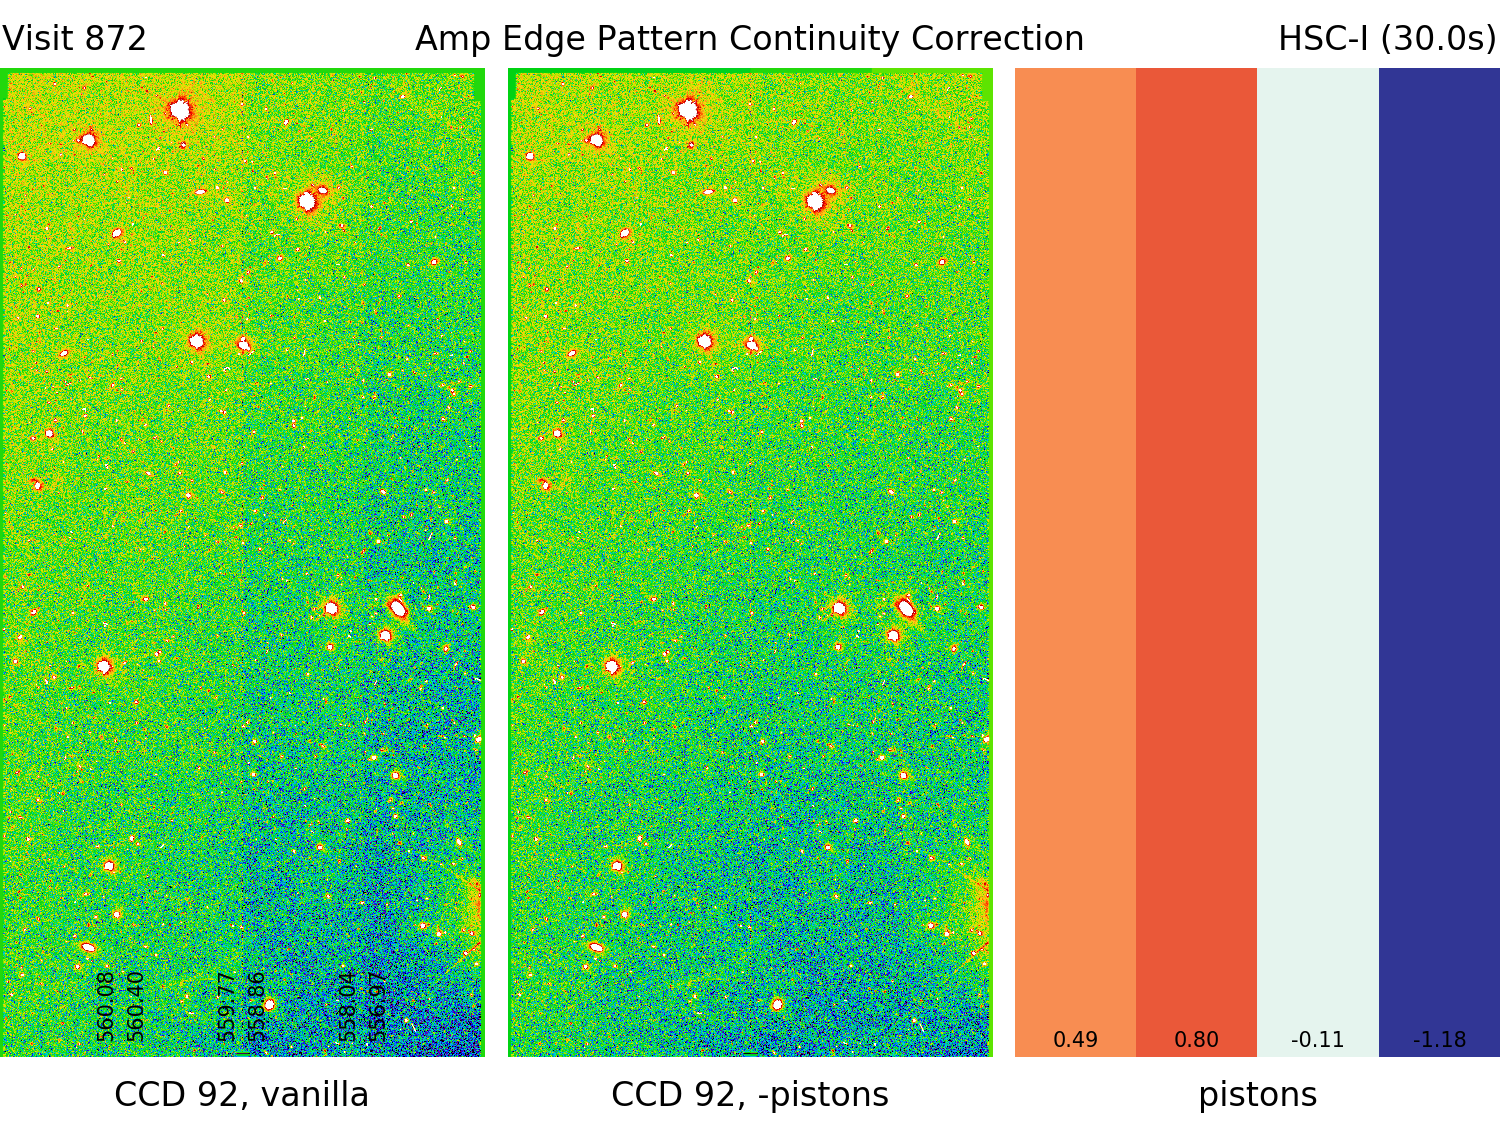 Visit 872
Amp Edge Pattern Continuity Correction
HSC-I (30.0s)
560.08
560.40
559.77
558.86
558.04
556.97
0.49
0.80
-0.11
-1.18
CCD 92, vanilla
CCD 92, -pistons
pistons